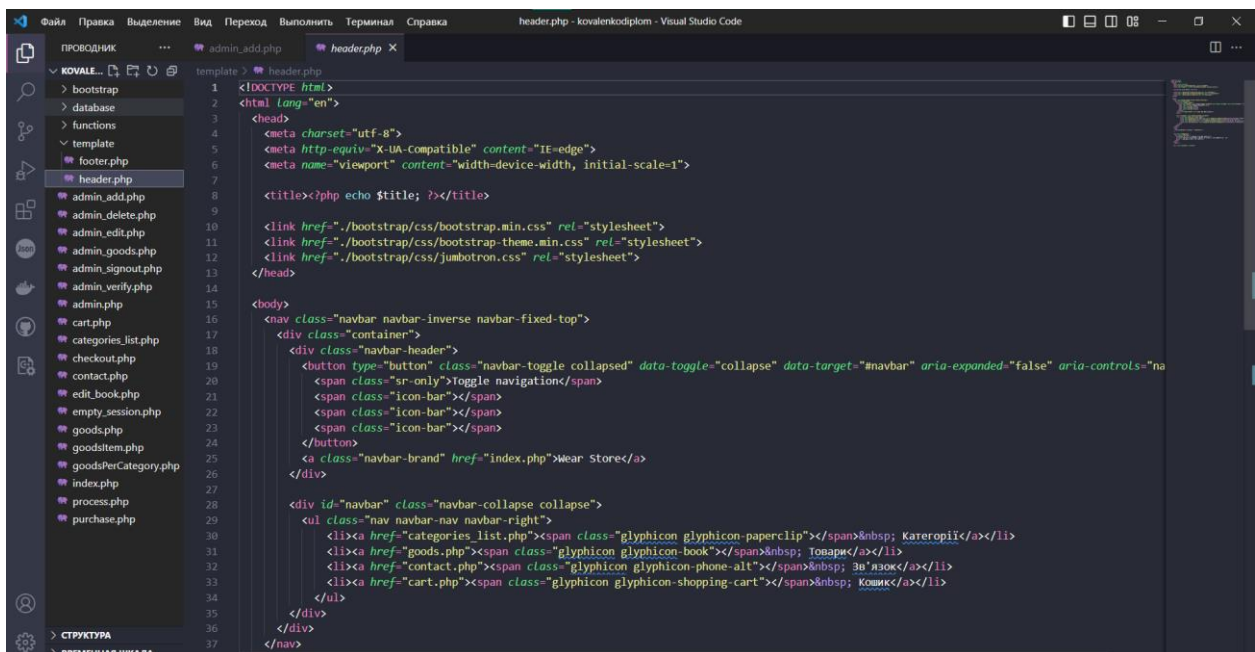 Файл Правка Выделение Вид Переход Выполнить Терминал Справка
header.php - kovalenkodiplom - Visual Studio Code
ПРОВОДНИК ···
KOVALE...
> bootstrap
> database
> functions
template
footer.php
header.php
admin_add.php
admin_delete.php
admin_edit.php
admin_goods.php
admin_signout.php
admin_verify.php
admin.php
cart.php
categories_list.php
checkout.php
contact.php
edit_book.php
empty_session.php
goods.php
goodsItem.php
goodsPerCategory.php
index.php
process.php
purchase.php
> СТРУКТУРА
> ВРЕМЕННАЯ ШКАЛА
Json
admin_add.php
header.php ×
template > header.php
1 <!DOCTYPE html>
2 <html lang="en">
3 <head>
4 <meta charset="utf-8">
5 <meta http-equiv="X-UA-Compatible" content="IE=edge">
6 <meta name="viewport" content="width=device-width, initial-scale=1">
7
8 <title><?php echo $title; ?></title>
9
10 <link href="./bootstrap/css/bootstrap.min.css" rel="stylesheet">
11 <link href="./bootstrap/css/bootstrap-theme.min.css" rel="stylesheet">
12 <link href="./bootstrap/css/jumbotron.css" rel="stylesheet">
13 </head>
14
15 <body>
16 <nav class="navbar navbar-inverse navbar-fixed-top">
17 <div class="container">
18 <div class="navbar-header">
19 <button type="button" class="navbar-toggle collapsed" data-toggle="collapse" data-target="#navbar" aria-expanded="false" aria-controls="na
20 <span class="sr-only">Toggle navigation</span>
21 <span class="icon-bar"></span>
22 <span class="icon-bar"></span>
23 <span class="icon-bar"></span>
24 </button>
25 <a class="navbar-brand" href="index.php">Wear Store</a>
26 </div>
27
28 <div id="navbar" class="navbar-collapse collapse">
29 <ul class="nav navbar-nav navbar-right">
30 <li><a href="categories_list.php"><span class="glyphicon glyphicon-paperclip"></span>&nbsp; Категорії</a></li>
31 <li><a href="goods.php"><span class="glyphicon glyphicon-book"></span>&nbsp; Товари</a></li>
32 <li><a href="contact.php"><span class="glyphicon glyphicon-phone-alt"></span>&nbsp; Зв'язок</a></li>
33 <li><a href="cart.php"><span class="glyphicon glyphicon-shopping-cart"></span>&nbsp; Кошик</a></li>
34 </ul>
35 </div>
36 </div>
37 </nav>